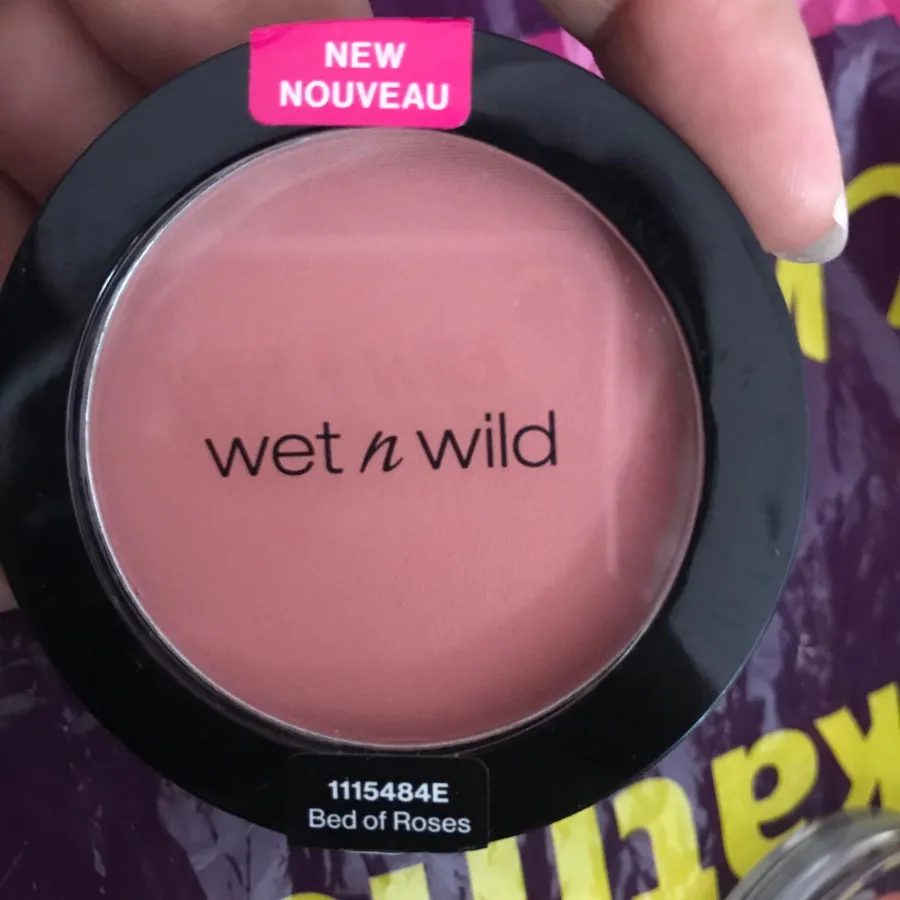 NEW
NOUVEAU
wet n wild
1115484E
Bed of Roses